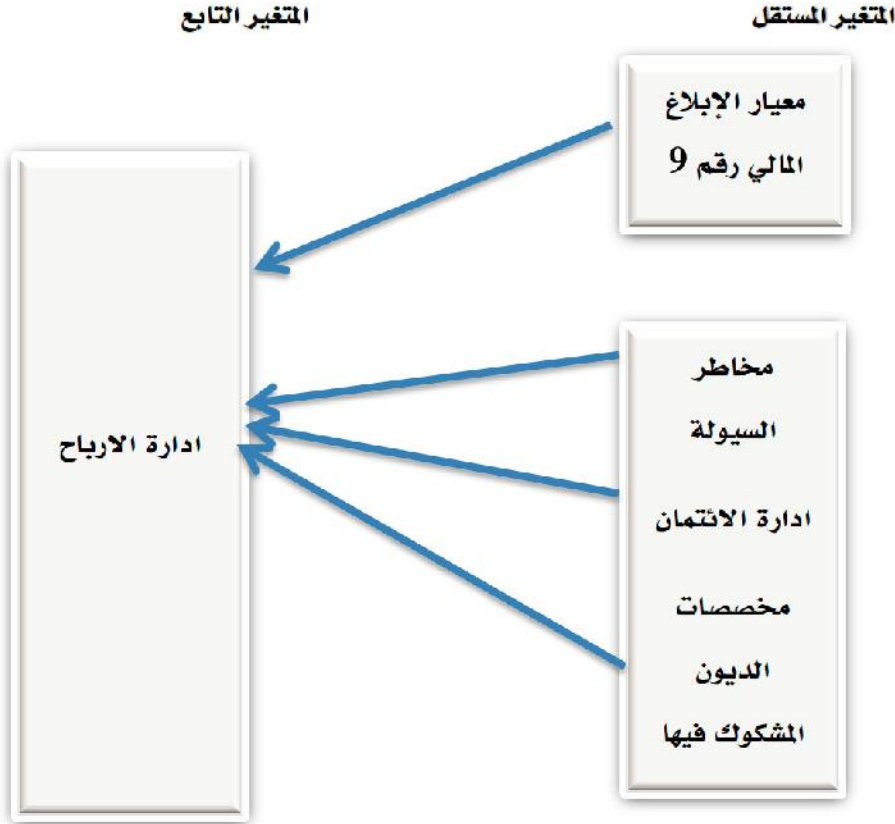 المتغير المستقل
المتغير التابع
معيار الإبلاغ
المالي رقم 9
مخاطر
السيولة
ادارة الائتمان
مخصصات
الديون
المشكوك فيها
ادارة الارباح